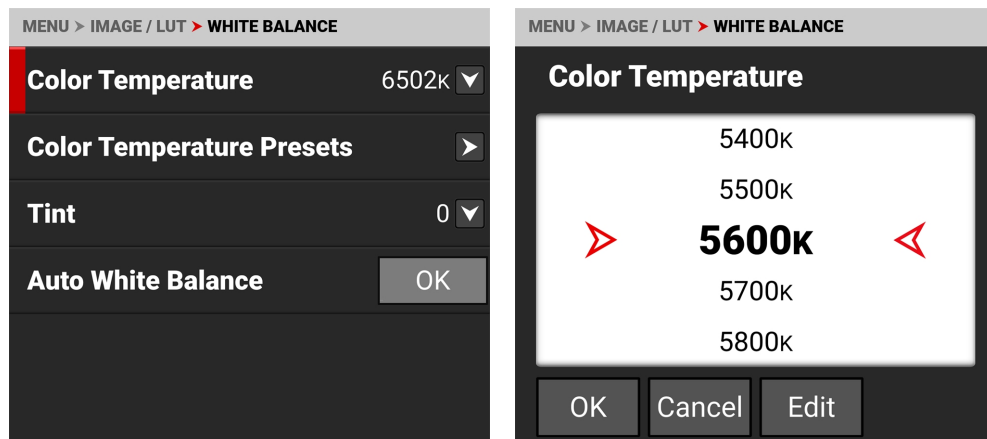 MENU > IMAGE / LUT > WHITE BALANCE
Color Temperature 6502K
Color Temperature Presets
Tint 0
Auto White Balance OK
MENU > IMAGE / LUT > WHITE BALANCE
Color Temperature
5400K
5500K
5600K
5700K
5800K
OK Cancel Edit